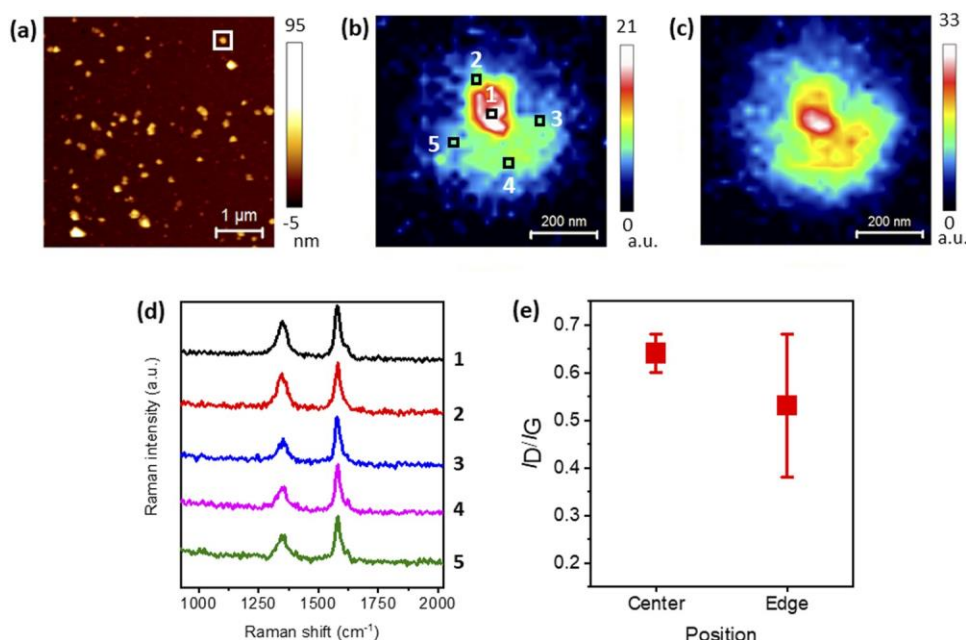 (a)
95
-5
nm
1 µm
(b)
21
0
a.u.
1
2
3
4
5
200 nm
(c)
33
0
a.u.
200 nm
(d)
Raman intensity (a.u.)
1
2
3
4
5
1000 1250 1500 1750 2000
Raman shift (cm⁻¹)
(e)
ID/IG
0.7
0.6
0.5
0.4
0.3
0.2
Center Edge
Position